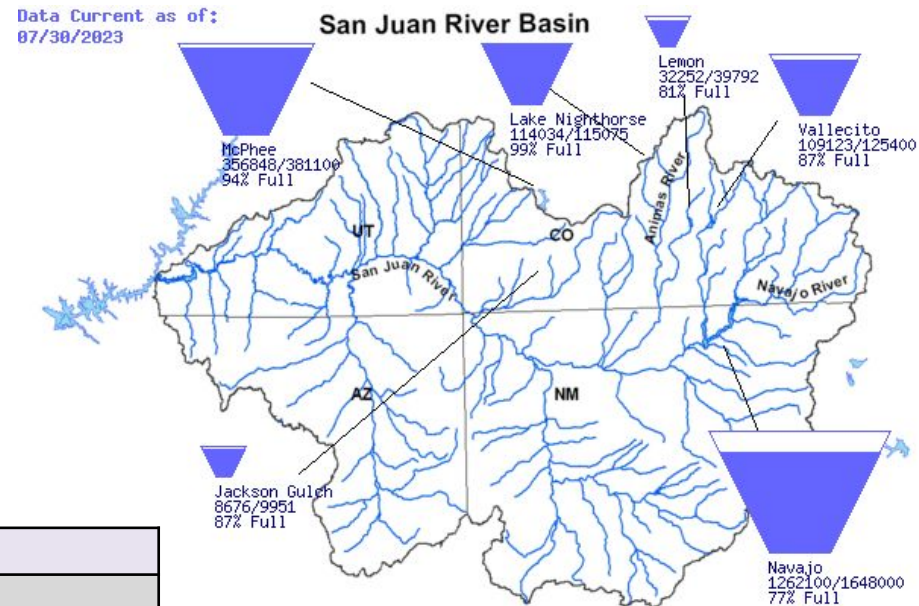 Data Current as of:
07/30/2023
San Juan River Basin
McPhee
356848/381100
94% Full
Lake Nighthorse
114034/115075
99% Full
Lemon
32252/39792
81% Full
Vallecito
109123/125400
87% Full
UT
CO
Animas River
San Juan River
Navajo River
AZ
NM
Jackson Gulch
8676/9951
87% Full
Navajo
1262100/1648000
77% Full